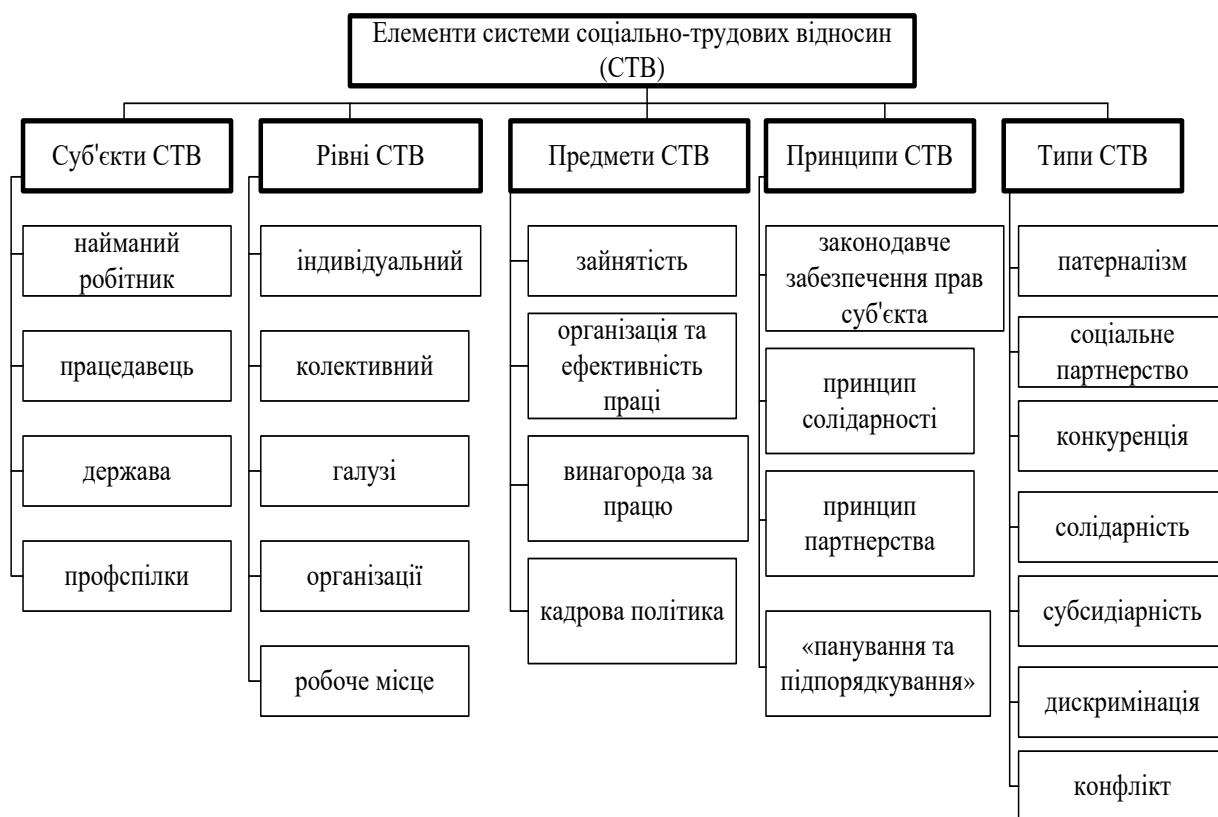 Елементи системи соціально-трудових відносин
(СТВ)
Суб'єкти СТВ
найманий
робітник
працедавець
держава
профспілки
Рівні СТВ
індивідуальний
колективний
галузі
організації
робоче місце
Предмети СТВ
зайнятість
організація та
ефективність
праці
винагорода за
працю
кадрова політика
Принципи СТВ
законодавче
забезпечення прав
суб'єкта
принцип
солідарності
принцип
партнерства
«панування та
підпорядкування»
Типи СТВ
патерналізм
соціальне
партнерство
конкуренція
солідарність
субсидіарність
дискримінація
конфлікт